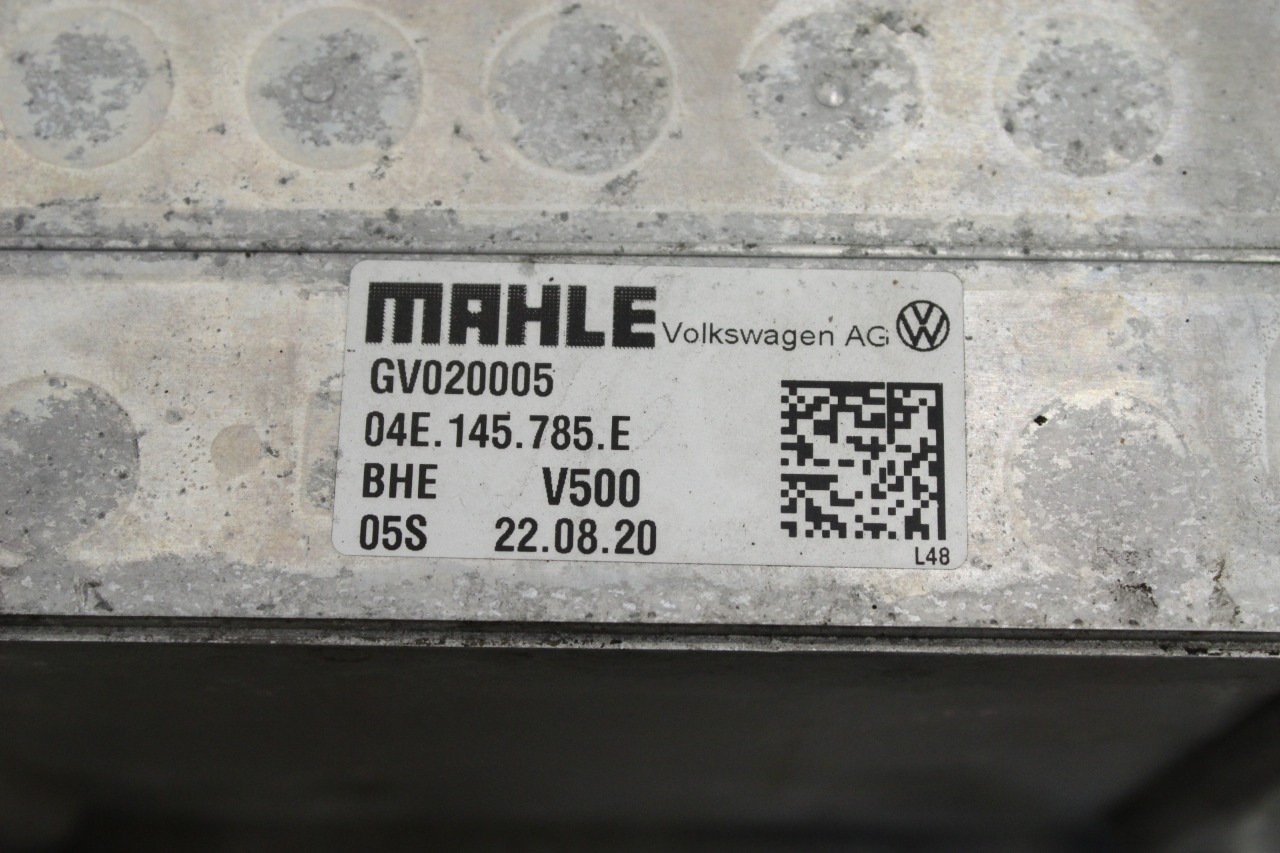 MAHLE Volkswagen AG
GV020005
04E.145.785.E
BHE V500
05S 22.08.20
L48